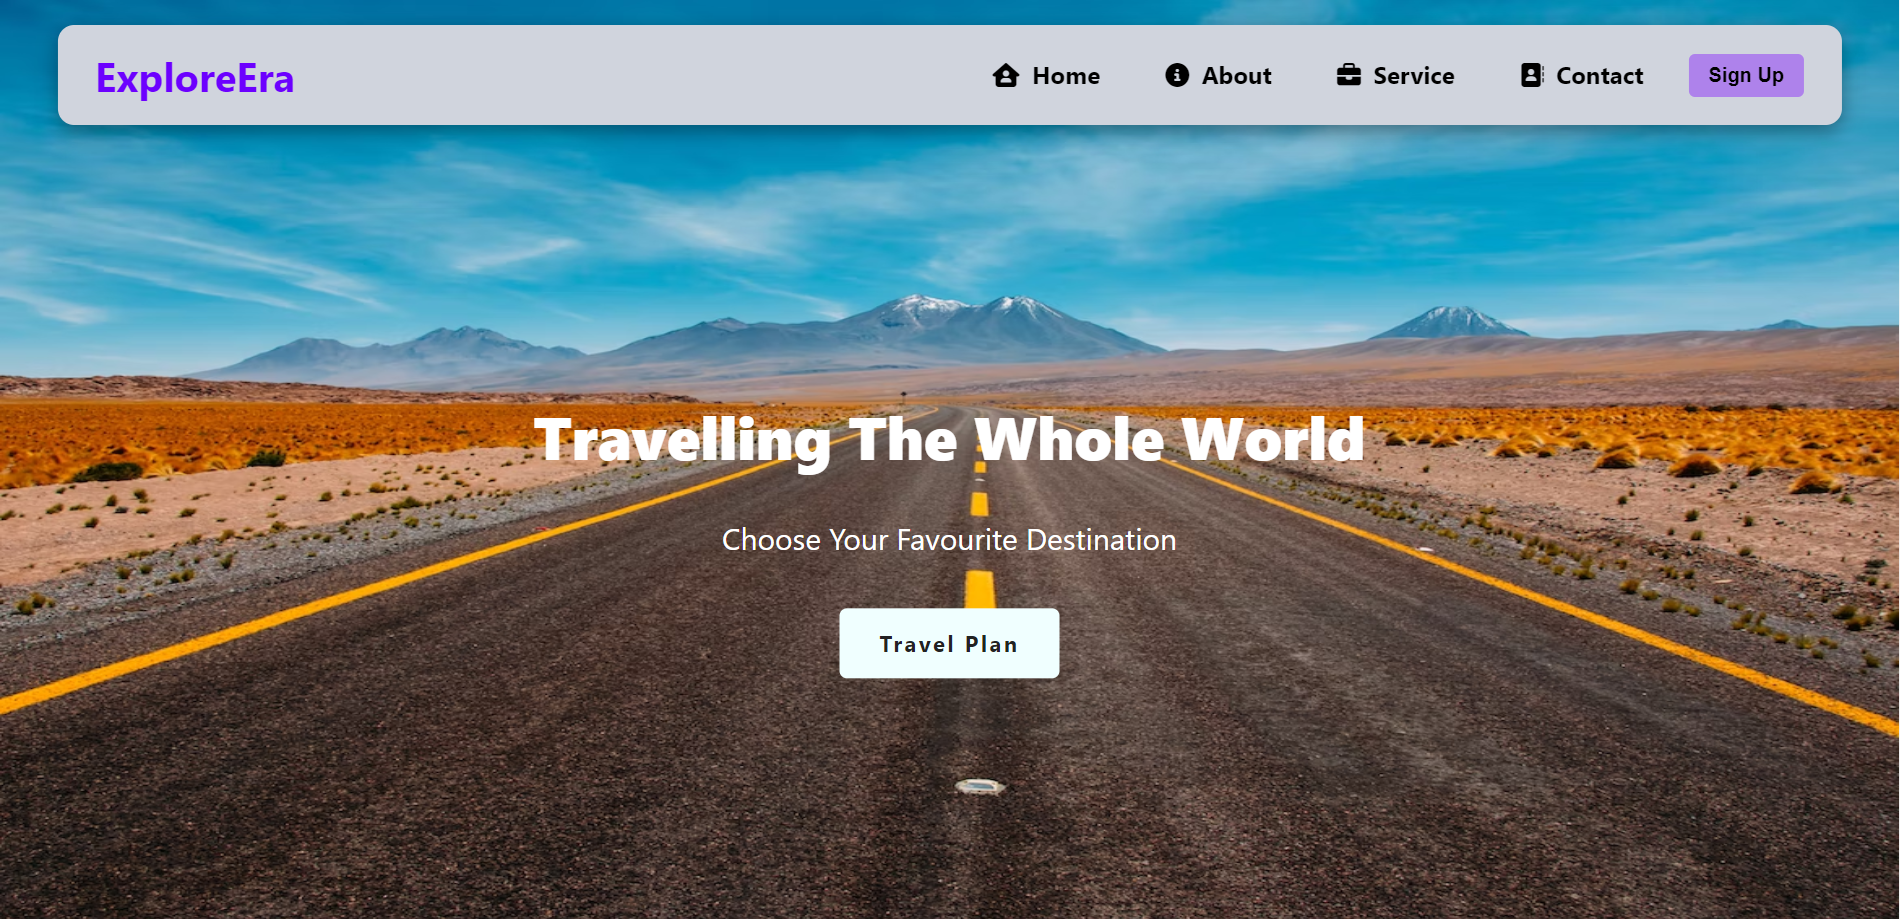 ExploreEra
Home
About
Service
Contact
Sign Up
Travelling The Whole World
Choose Your Favourite Destination
Travel Plan